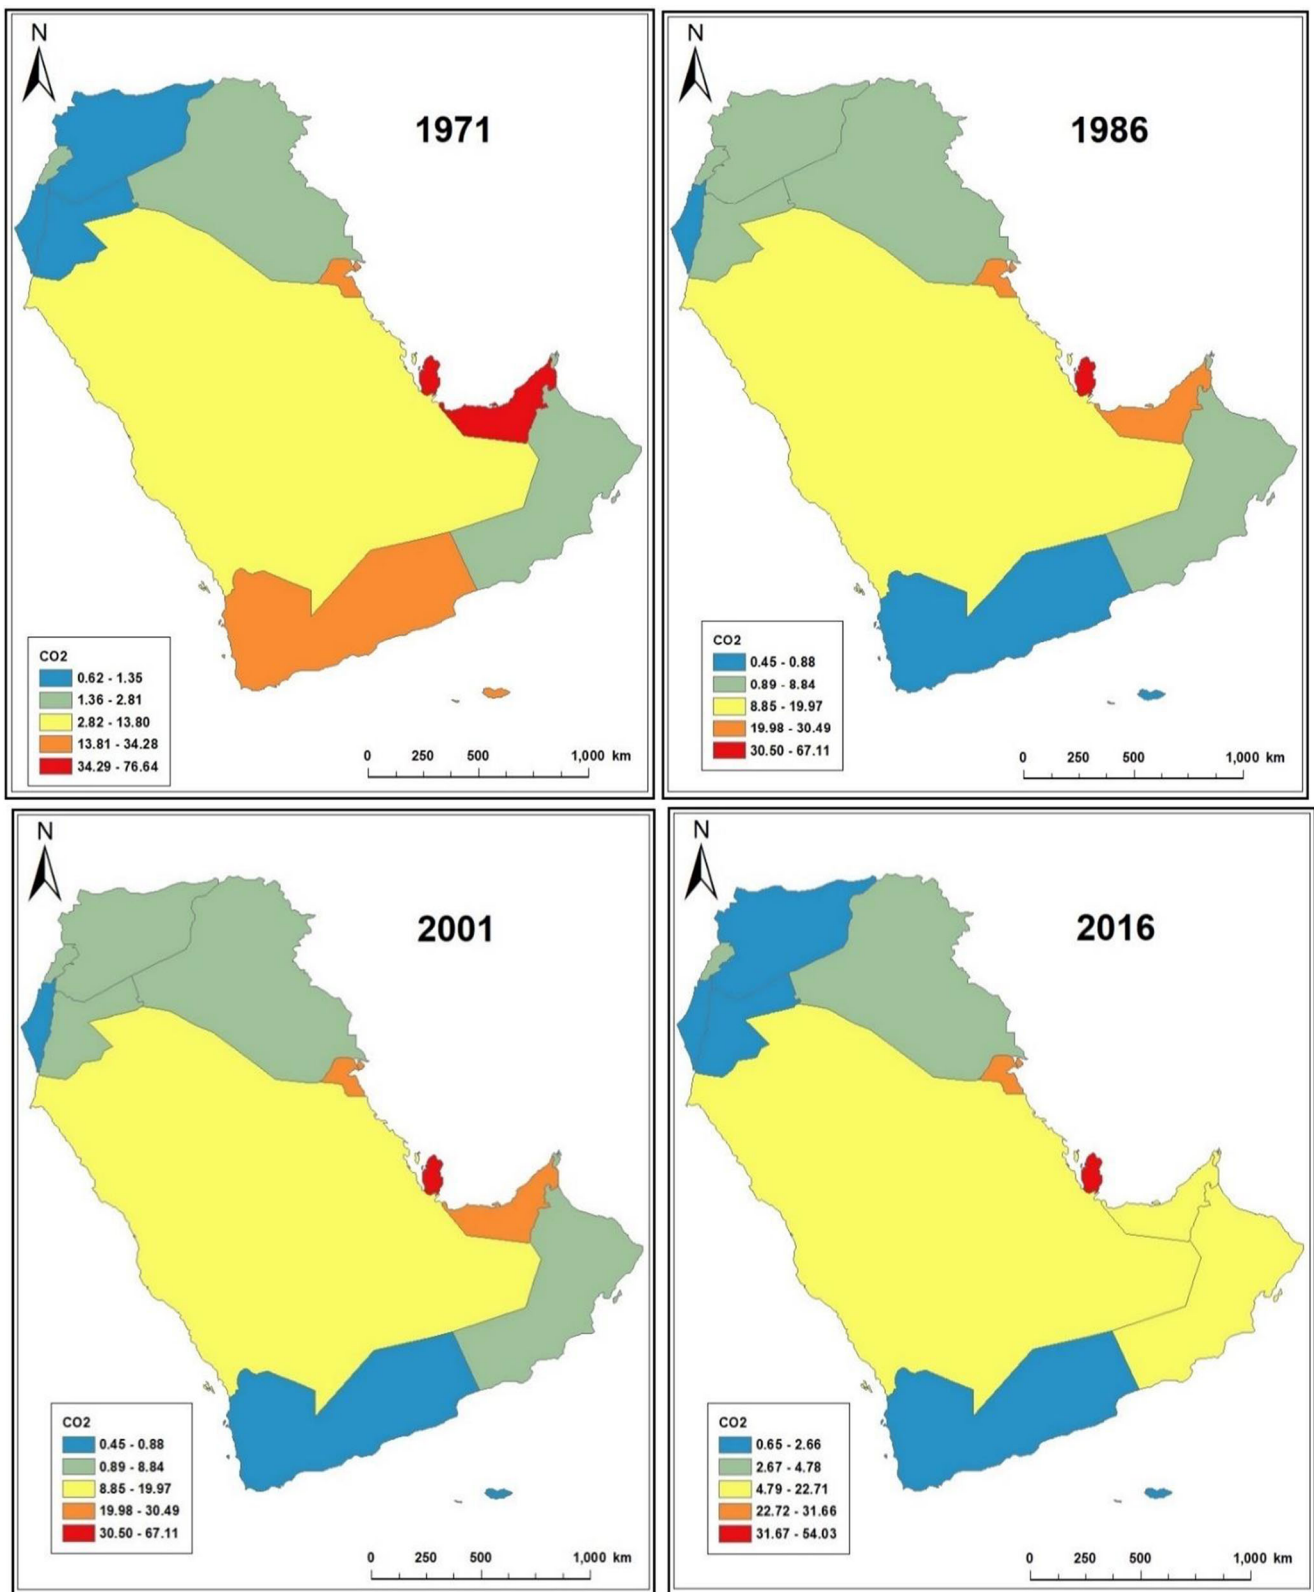 N
1971
CO2
0.62 - 1.35
1.36 - 2.81
2.82 - 13.80
13.81 - 34.28
34.29 - 76.64
0 250 500 1,000 km
N
1986
CO2
0.45 - 0.88
0.89 - 8.84
8.85 - 19.97
19.98 - 30.49
30.50 - 67.11
0 250 500 1,000 km
N
2001
CO2
0.45 - 0.88
0.89 - 8.84
8.85 - 19.97
19.98 - 30.49
30.50 - 67.11
0 250 500 1,000 km
N
2016
CO2
0.65 - 2.66
2.67 - 4.78
4.79 - 22.71
22.72 - 31.66
31.67 - 54.03
0 250 500 1,000 km